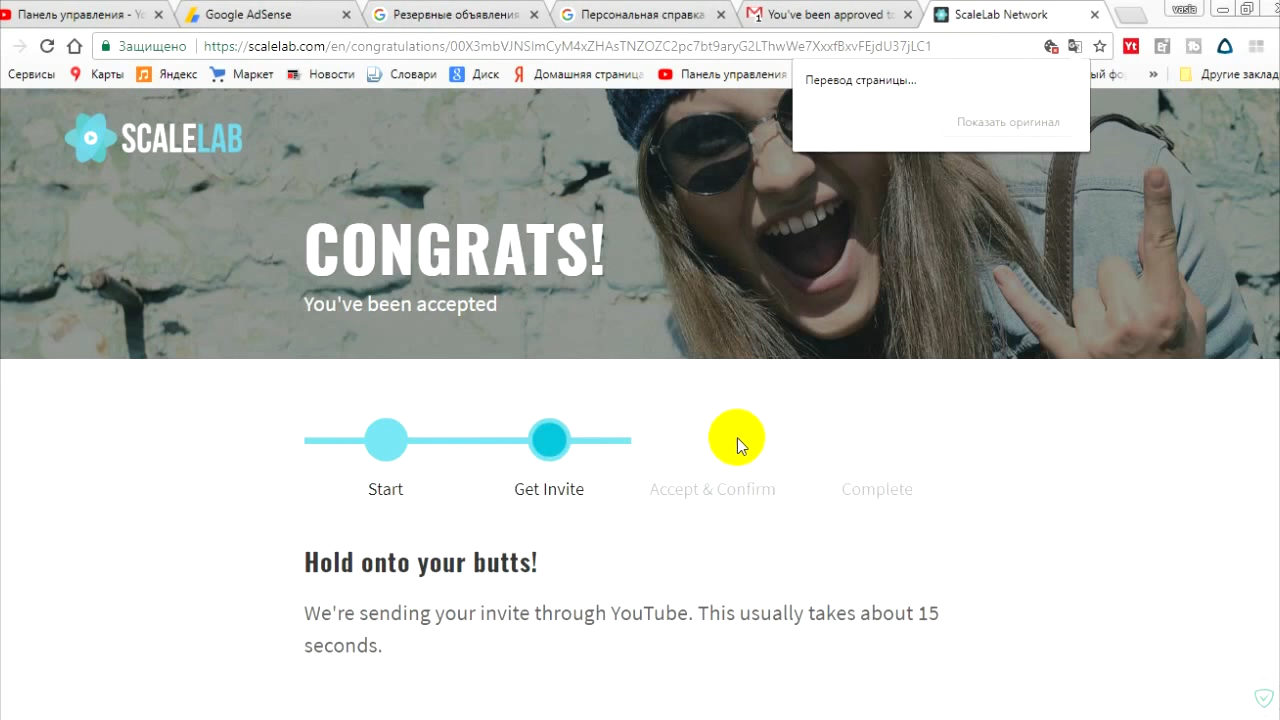 Панель управления - Yo
Google AdSense
Резервные объявления
Персональная справка
You've been approved to
ScaleLab Network
vasia
Защищено
https://scalelab.com/en/congratulations/
Сервисы
Карты
Яндекс
Маркет
Новости
Словари
Диск
Домашняя страница
Панель управления
»
Другие заклад
Перевод страницы...
Показать оригинал
SCALELAB
CONGRATS!
You've been accepted
Start
Get Invite
Accept & Confirm
Complete
Hold onto your butts!
We're sending your invite through YouTube. This usually takes about 15
seconds.